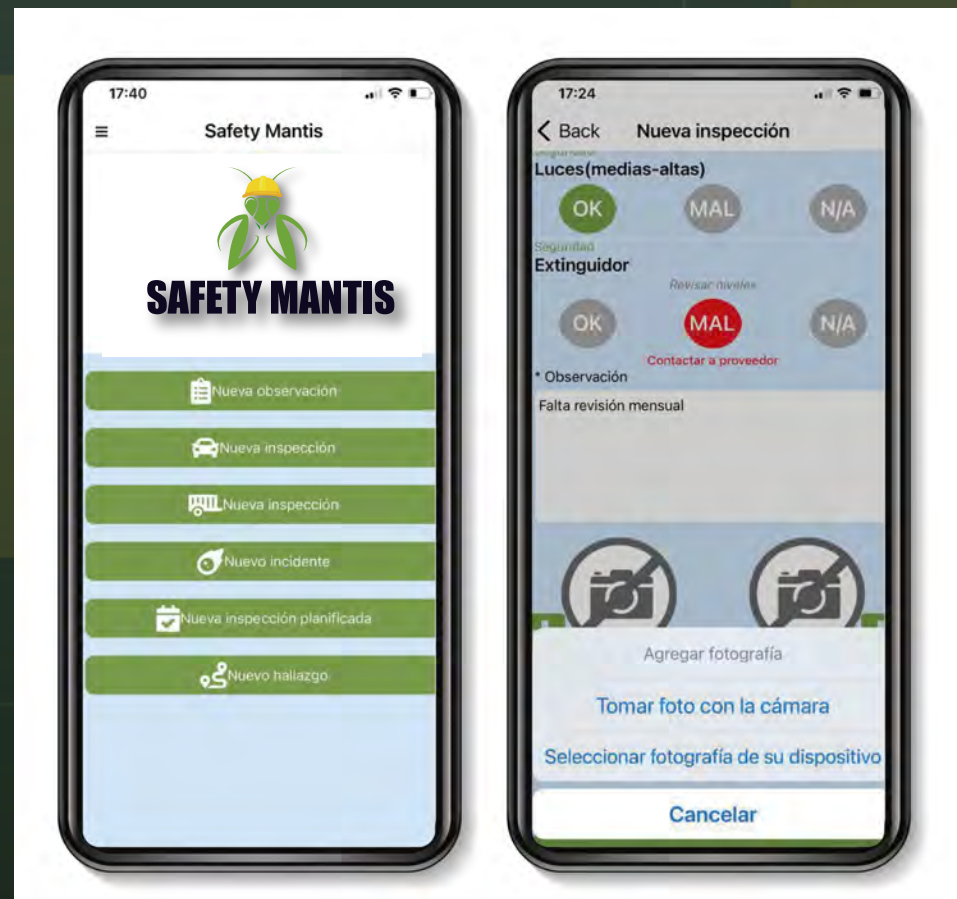 17:40
Safety Mantis
SAFETY MANTIS
Nueva observación
Nueva inspección
Nueva inspección
Nuevo incidente
Nueva inspección planificada
Nuevo hallazgo
17:24
Back Nueva inspección
Luces(medias-altas)
OK MAL N/A
Seguridad
Extinguidor
Revisar niveles
OK MAL N/A
Contactar a proveedor
* Observación
Falta revisión mensual
Agregar fotografía
Tomar foto con la cámara
Seleccionar fotografía de su dispositivo
Cancelar